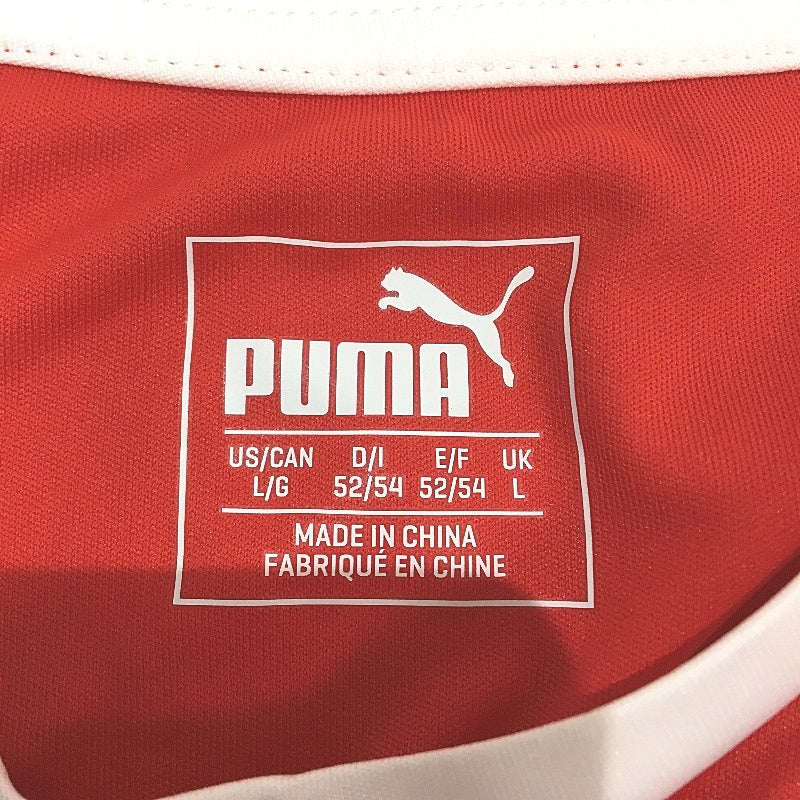 PUMA
US/CAN D/I E/F UK
L/G 52/54 52/54 L
MADE IN CHINA
FABRIQUÉ EN CHINE